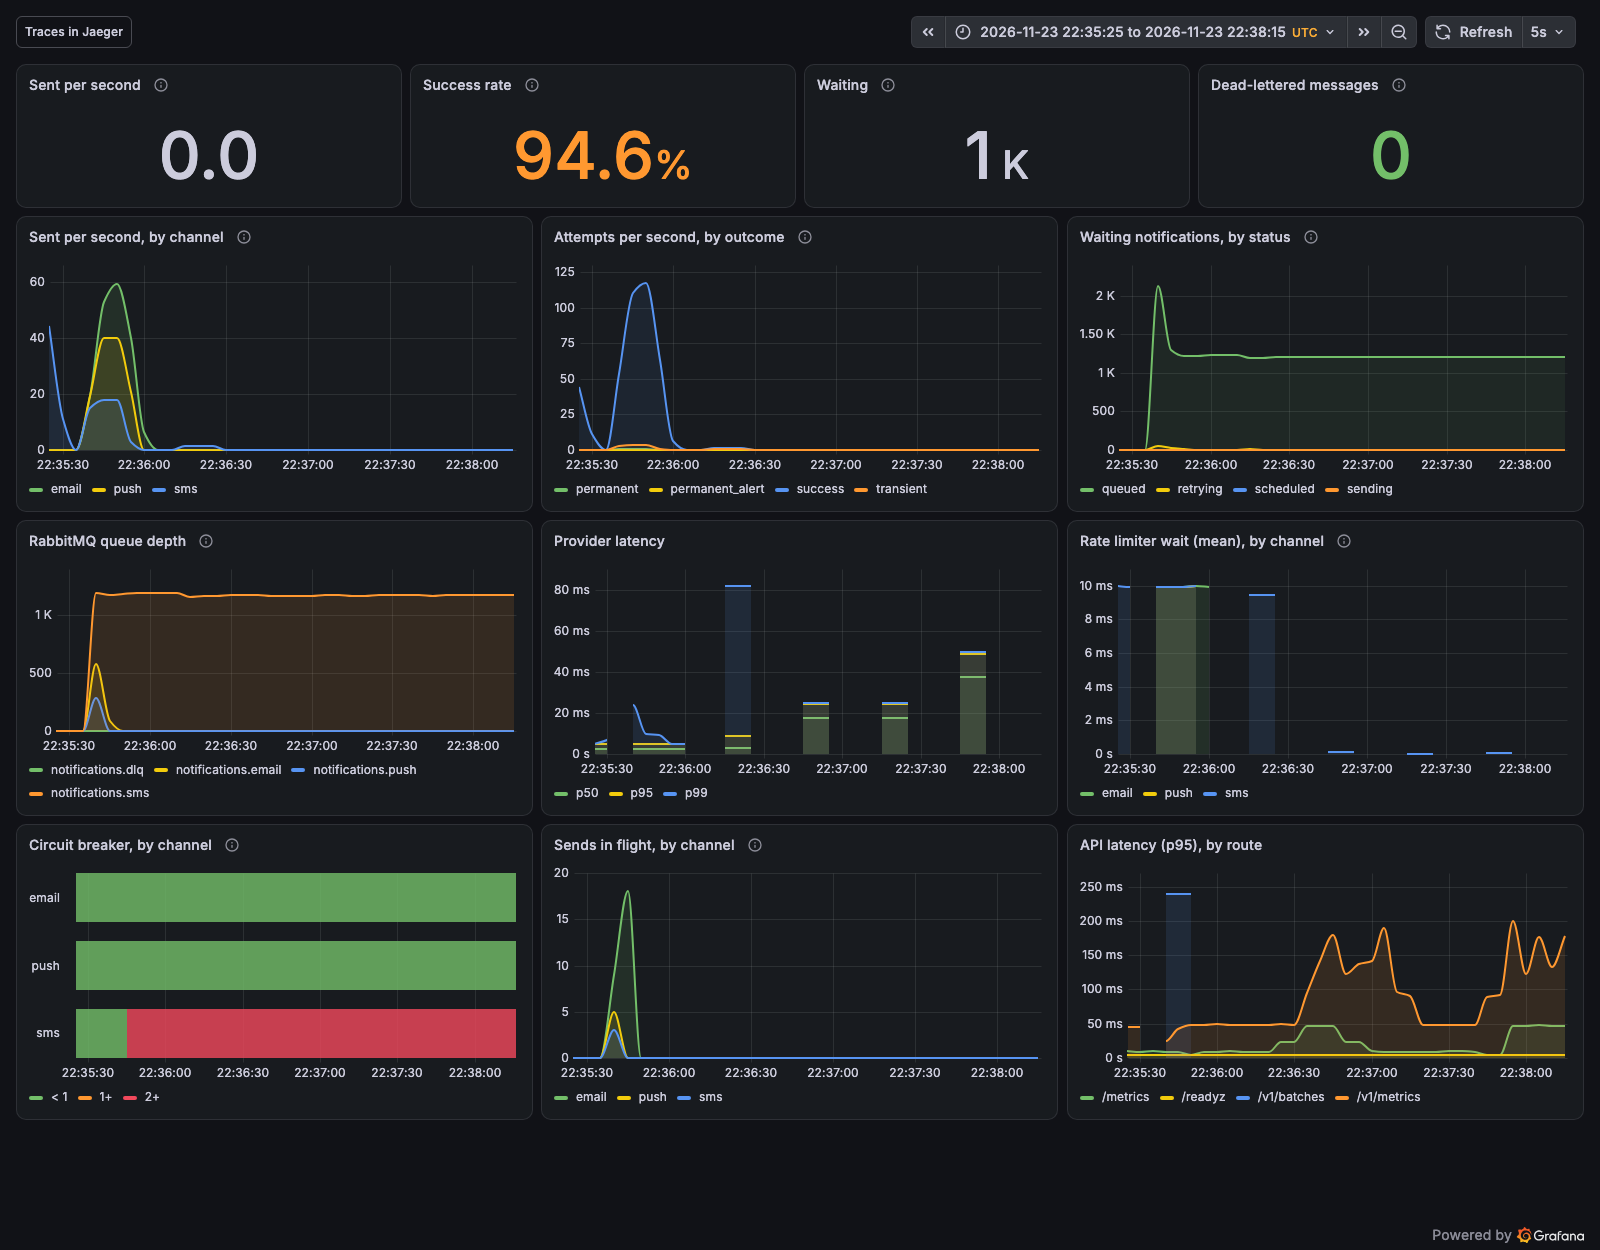 Traces in Jaeger
2026-11-23 22:35:25 to 2026-11-23 22:38:15 UTC
Refresh 5s
Sent per second
0.0
Success rate
94.6%
Waiting
1 K
Dead-lettered messages
0
Sent per second, by channel
60
40
20
0
22:35:30 22:36:00 22:36:30 22:37:00 22:37:30 22:38:00
email push sms
Attempts per second, by outcome
125
100
75
50
25
0
22:35:30 22:36:00 22:36:30 22:37:00 22:37:30 22:38:00
permanent permanent_alert success transient
Waiting notifications, by status
2 K
1.50 K
1 K
500
0
22:35:30 22:36:00 22:36:30 22:37:00 22:37:30 22:38:00
queued retrying scheduled sending
RabbitMQ queue depth
1 K
500
0
22:35:30 22:36:00 22:36:30 22:37:00 22:37:30 22:38:00
notifications.dlq notifications.email notifications.push
notifications.sms
Provider latency
80 ms
60 ms
40 ms
20 ms
0 s
22:35:30 22:36:00 22:36:30 22:37:00 22:37:30 22:38:00
p50 p95 p99
Rate limiter wait (mean), by channel
10 ms
8 ms
6 ms
4 ms
2 ms
0 s
22:35:30 22:36:00 22:36:30 22:37:00 22:37:30 22:38:00
email push sms
Circuit breaker, by channel
email
push
sms
22:35:30 22:36:00 22:36:30 22:37:00 22:37:30 22:38:00
< 1 1+ 2+
Sends in flight, by channel
20
15
10
5
0
22:35:30 22:36:00 22:36:30 22:37:00 22:37:30 22:38:00
email push sms
API latency (p95), by route
250 ms
200 ms
150 ms
100 ms
50 ms
0 s
22:35:30 22:36:00 22:36:30 22:37:00 22:37:30 22:38:00
/metrics /readyz /v1/batches /v1/metrics
Powered by Grafana